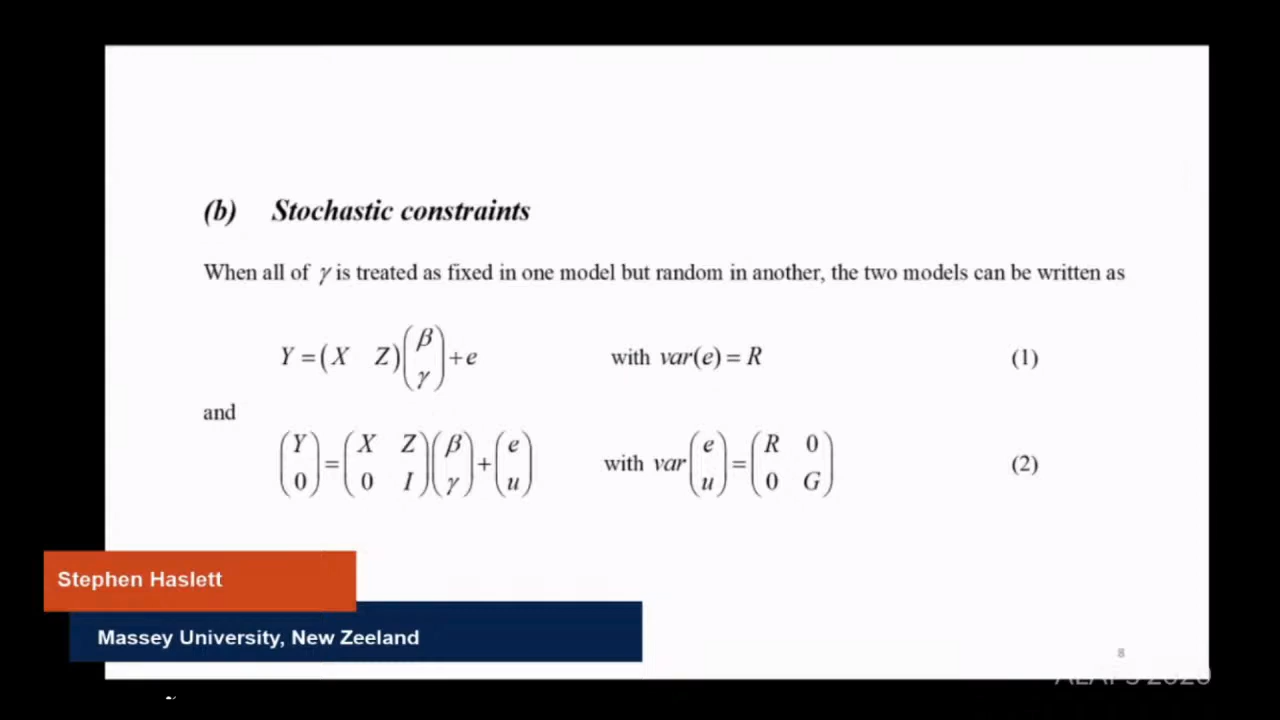 (b) Stochastic constraints
When all of γ is treated as fixed in one model but random in another, the two models can be written as
Y = (X Z) (β γ) + e with var(e) = R (1)
and
(Y 0) = (X Z 0 I) (β γ) + (e u) with var (e u) = (R 0 0 G) (2)
Stephen Haslett
Massey University, New Zeeland
8